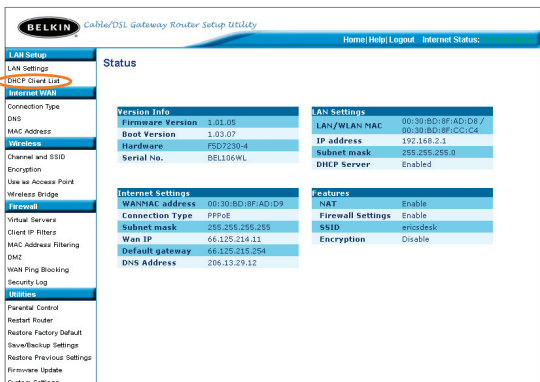 BELKIN Cable/DSL Gateway Router Setup Utility
Home|Help|Logout Internet Status:
LAN Setup
LAN Settings
DHCP Client List
Internet WAN
Connection Type
DNS
MAC Address
Wireless
Channel and SSID
Encryption
Use as Access Point
Wireless Bridge
Firewall
Virtual Servers
Client IP Filters
MAC Address Filtering
DMZ
WAN Ping Blocking
Security Log
Utilities
Parental Control
Restart Router
Restore Factory Default
Save/Backup Settings
Restore Previous Settings
Firmware Update
System Settings
Status
Version Info
Firmware Version 1.01.05
Boot Version 1.03.07
Hardware F5D7230-4
Serial No. BEL106WL
LAN Settings
LAN/WLAN MAC 00:30:BD:8F:AD:D8 /
00:30:BD:8F:CC:C4
IP address 192.168.2.1
Subnet mask 255.255.255.0
DHCP Server Enabled
Internet Settings
WANMAC address 00:30:BD:8F:AD:D9
Connection Type PPPoE
Subnet mask 255.255.255.255
Wan IP 66.125.214.11
Default gateway 66.125.215.254
DNS Address 206.13.29.12
Features
NAT Enable
Firewall Settings Enable
SSID ericsdesk
Encryption Disable